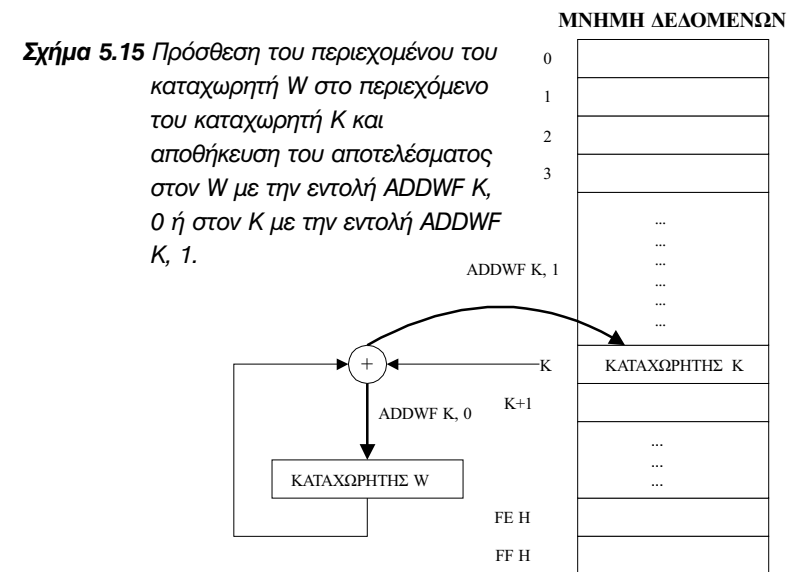 ΜΝΗΜΗ ΔΕΔΟΜΕΝΩΝ
Σχήμα 5.15 Πρόσθεση του περιεχομένου του
καταχωρητή W στο περιεχόμενο
του καταχωρητή K και
αποθήκευση του αποτελέσματος
στον W με την εντολή ADDWF K,
0 ή στον K με την εντολή ADDWF
K, 1.
0
1
2
3
...
...
...
...
...
...
ADDWF K, 1
+
K
ΚΑΤΑΧΩΡΗΤΗΣ K
ADDWF K, 0
K+1
...
...
...
ΚΑΤΑΧΩΡΗΤΗΣ W
FE H
FF H